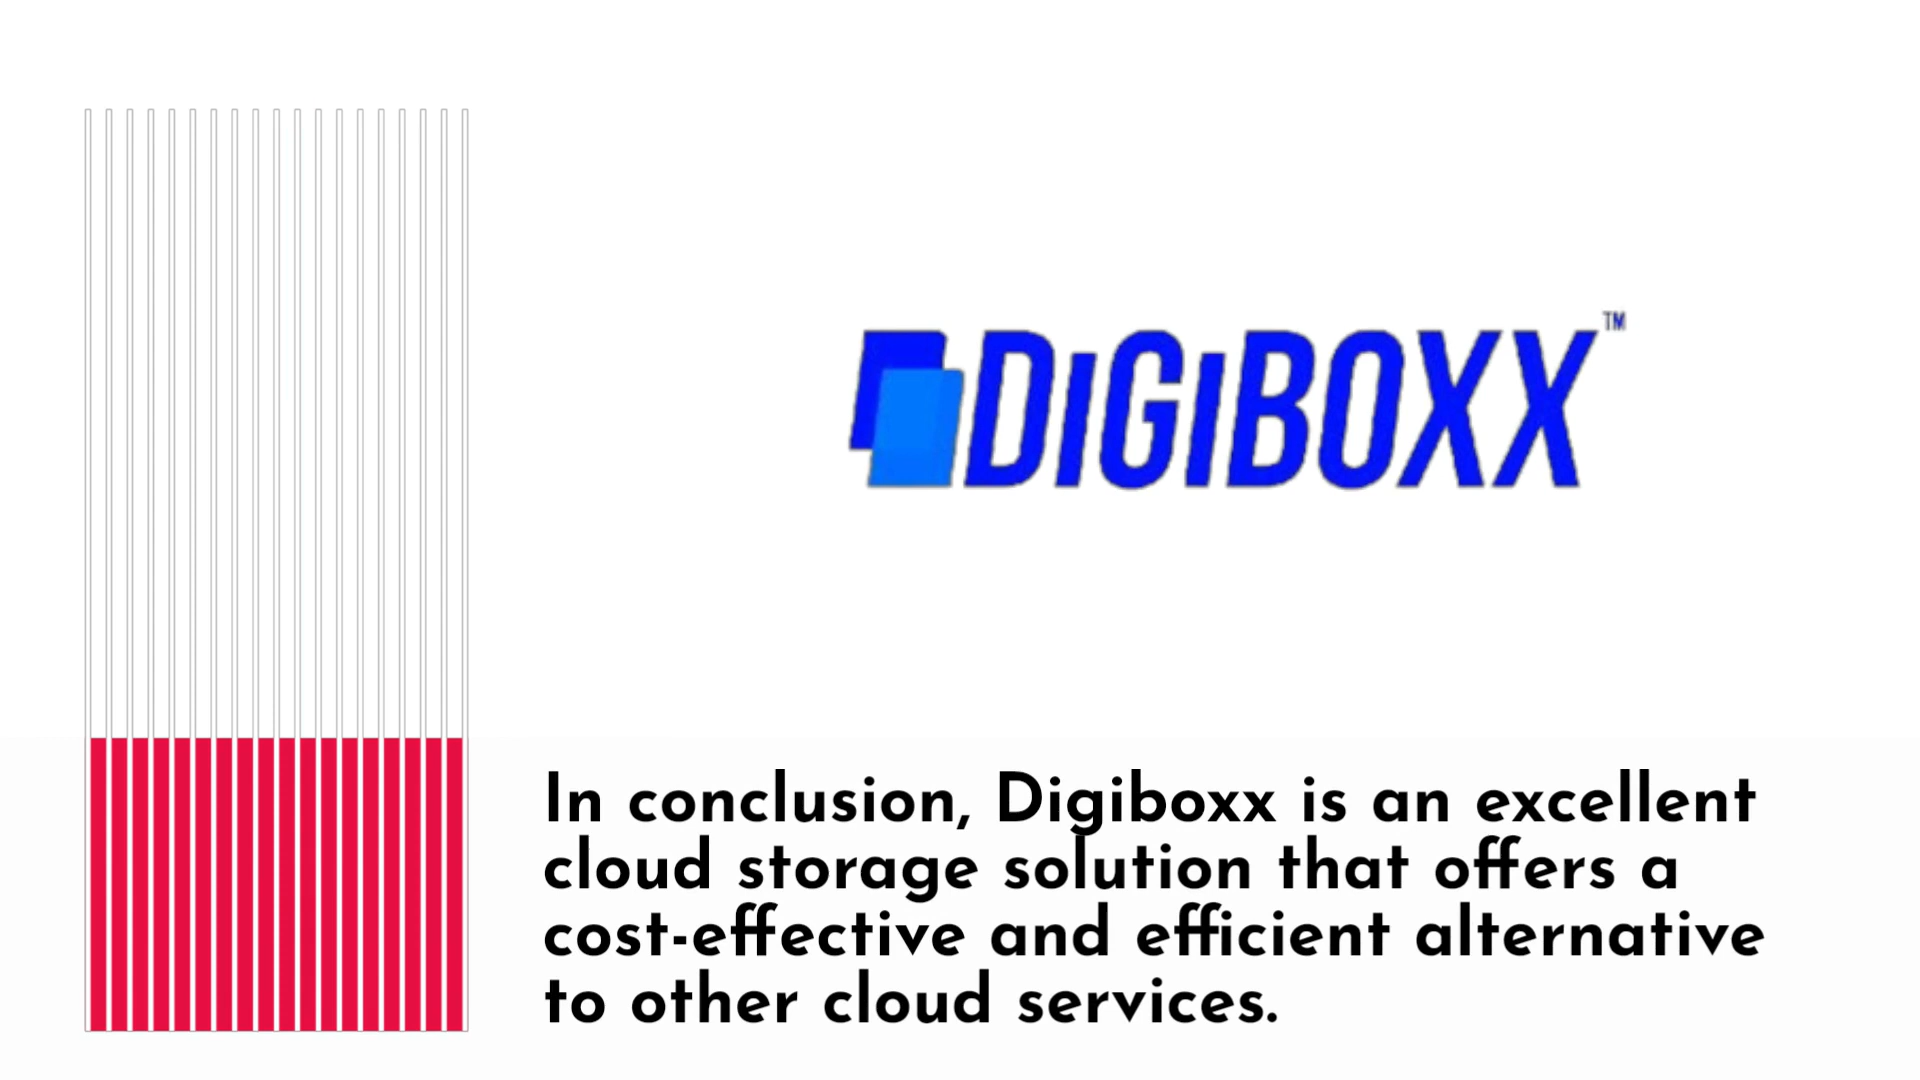 DiGiBOXX™
In conclusion, Digiboxx is an excellent
cloud storage solution that offers a
cost-effective and efficient alternative
to other cloud services.